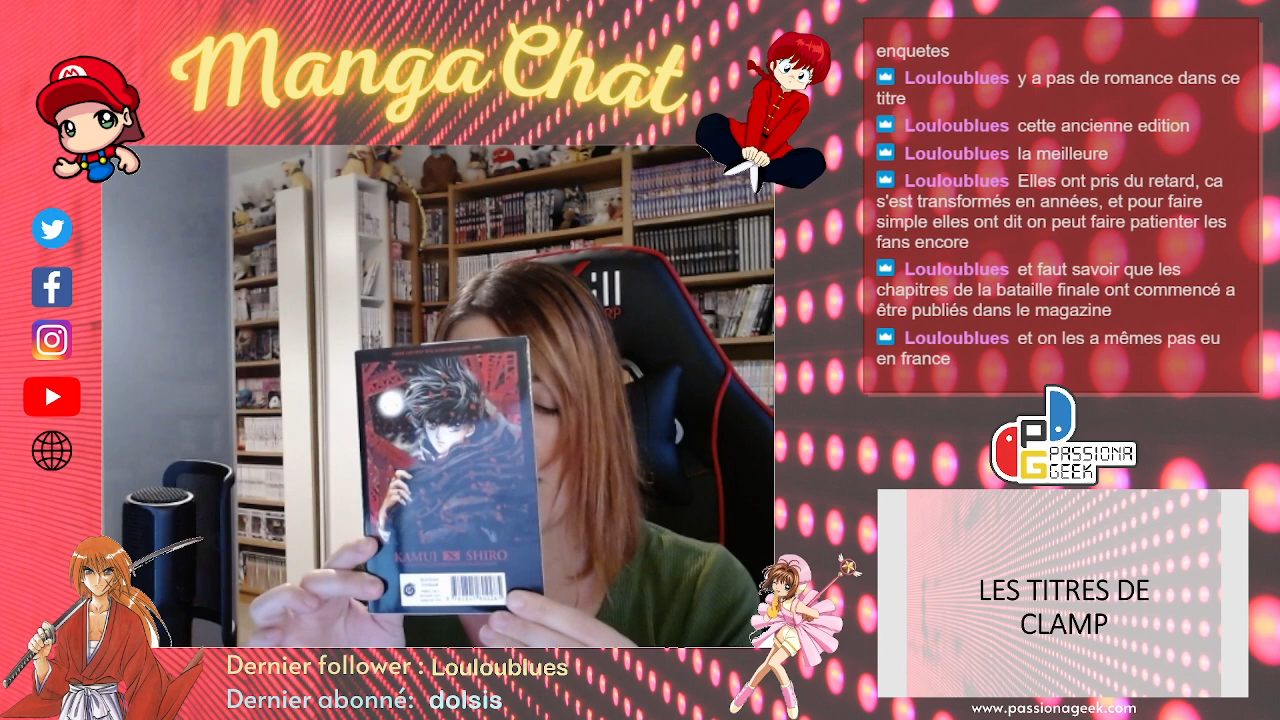 Manga Chat
enquetes
Louloublues y a pas de romance dans ce
titre
Louloublues cette ancienne edition
Louloublues la meilleure
Louloublues Elles ont pris du retard, ca
s'est transformés en années, et pour faire
simple elles ont dit on peut faire patienter les
fans encore
Louloublues et faut savoir que les
chapitres de la bataille finale ont commencé a
être publiés dans le magazine
Louloublues et on les a mêmes pas eu
en france
KAMUI X SHIRO
PG PASSIONA
GEEK
LES TITRES DE
CLAMP
Dernier follower : Louloublues
Dernier abonné: dolsis
www.passionageek.com